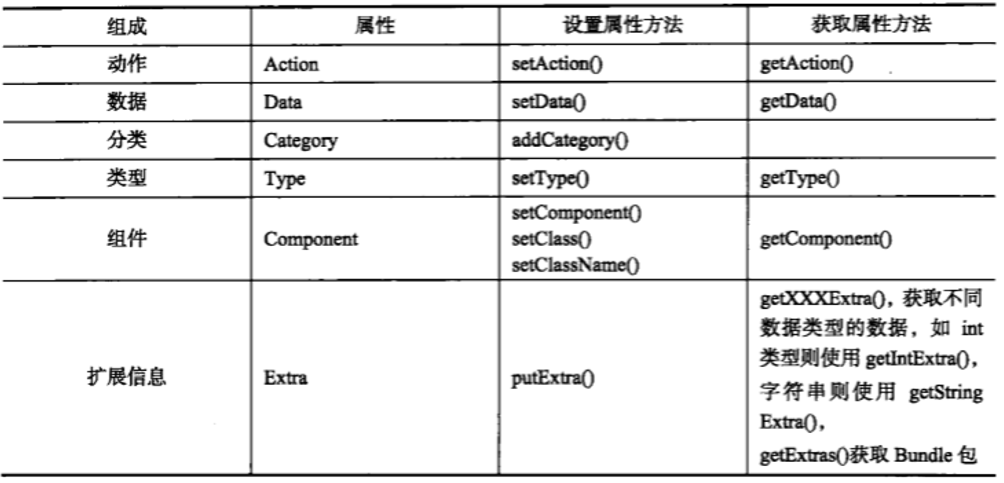 组成 属性 设置属性方法 获取属性方法
动作 Action setAction() getAction()
数据 Data setData() getData()
分类 Category addCategory()
类型 Type setType() getType()
组件 Component setComponent()
setClass()
setClassName() getComponent()
扩展信息 Extra putExtra() getXXXExtra(), 获取不同
数据类型的数据，如 int
类型则使用 getIntExtra(),
字符串则使用 getString
Extra(),
getExtras()获取 Bundle 包